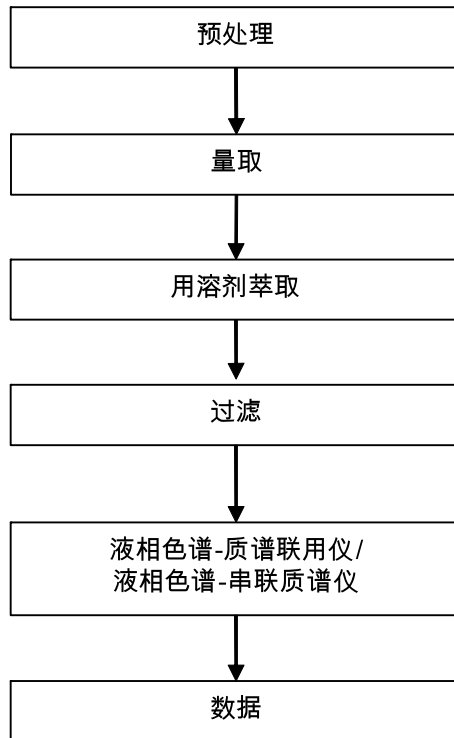 预处理
量取
用溶剂萃取
过滤
液相色谱-质谱联用仪/
液相色谱-串联质谱仪
数据